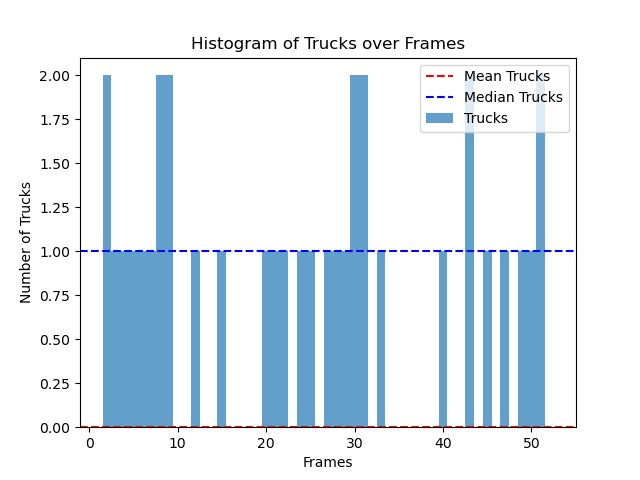 Histogram of Trucks over Frames
Mean Trucks
Median Trucks
Trucks
Number of Trucks
2.00
1.75
1.50
1.25
1.00
0.75
0.50
0.25
0.00
0 10 20 30 40 50
Frames